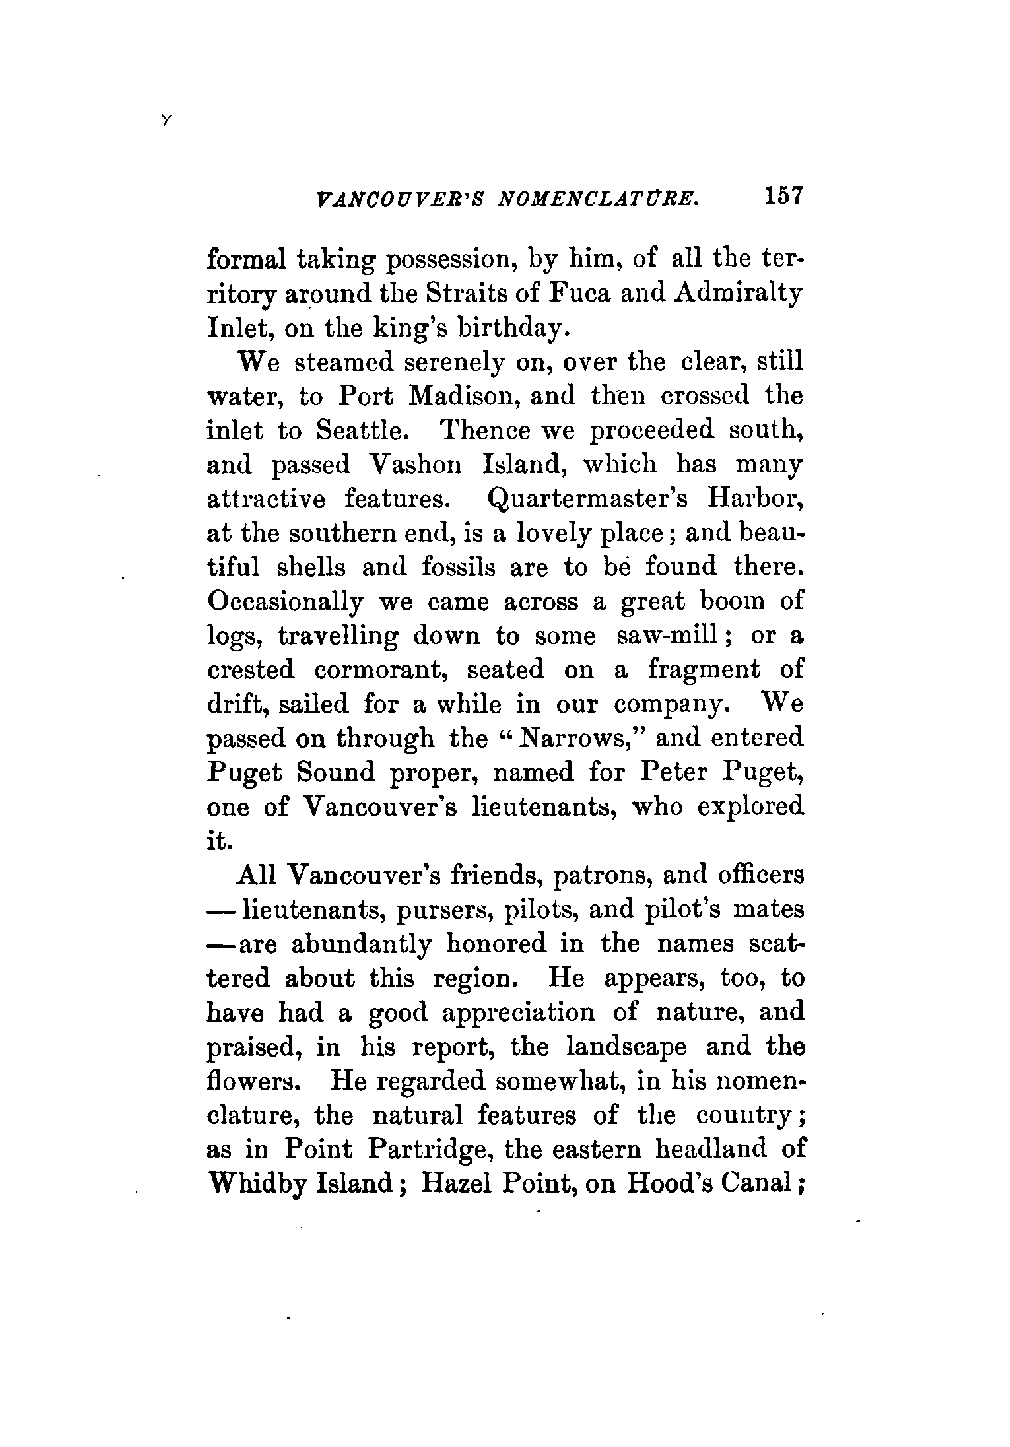 VANCOUVER'S NOMENCLATURE. 157
formal taking possession, by him, of all the ter-
ritory around the Straits of Fuca and Admiralty
Inlet, on the king's birthday.
We steamed serenely on, over the clear, still
water, to Port Madison, and then crossed the
inlet to Seattle. Thence we proceeded south,
and passed Vashon Island, which has many
attractive features. Quartermaster's Harbor,
at the southern end, is a lovely place; and beau-
tiful shells and fossils are to be found there.
Occasionally we came across a great boom of
logs, travelling down to some saw-mill; or a
crested cormorant, seated on a fragment of
drift, sailed for a while in our company. We
passed on through the "Narrows," and entered
Puget Sound proper, named for Peter Puget,
one of Vancouver's lieutenants, who explored
it.
All Vancouver's friends, patrons, and officers
— lieutenants, pursers, pilots, and pilot's mates
—are abundantly honored in the names scat-
tered about this region. He appears, too, to
have had a good appreciation of nature, and
praised, in his report, the landscape and the
flowers. He regarded somewhat, in his nomen-
clature, the natural features of the country;
as in Point Partridge, the eastern headland of
Whidby Island; Hazel Point, on Hood's Canal;